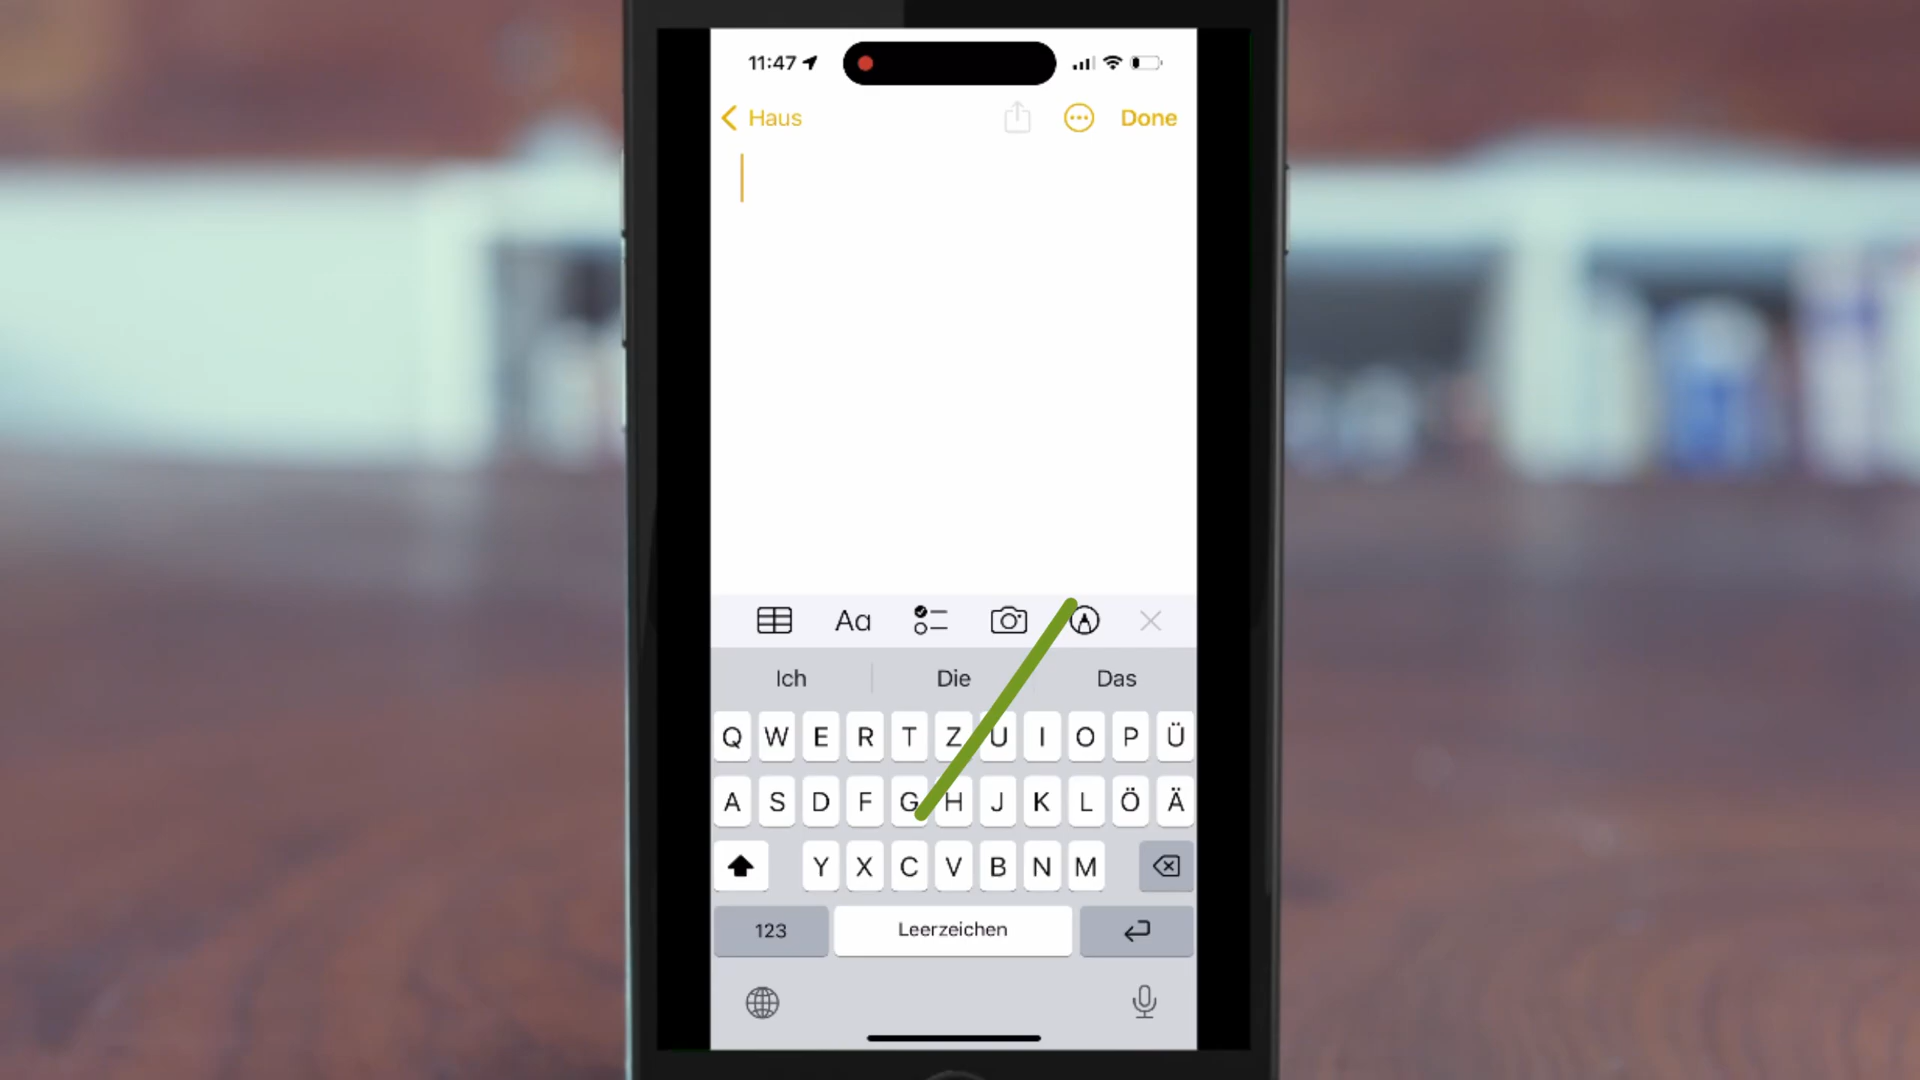 11:47
Haus
Done
Aa
Ich Die Das
Q W E R T Z U I O P Ü
A S D F G H J K L Ö Ä
Y X C V B N M
123 Leerzeichen